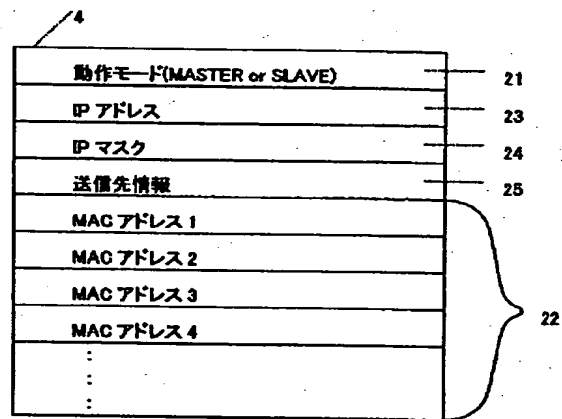 4
動作モード(MASTER or SLAVE) 21
IP アドレス 23
IP マスク 24
送信先情報 25
MAC アドレス 1
MAC アドレス 2
MAC アドレス 3
MAC アドレス 4
22
:
: